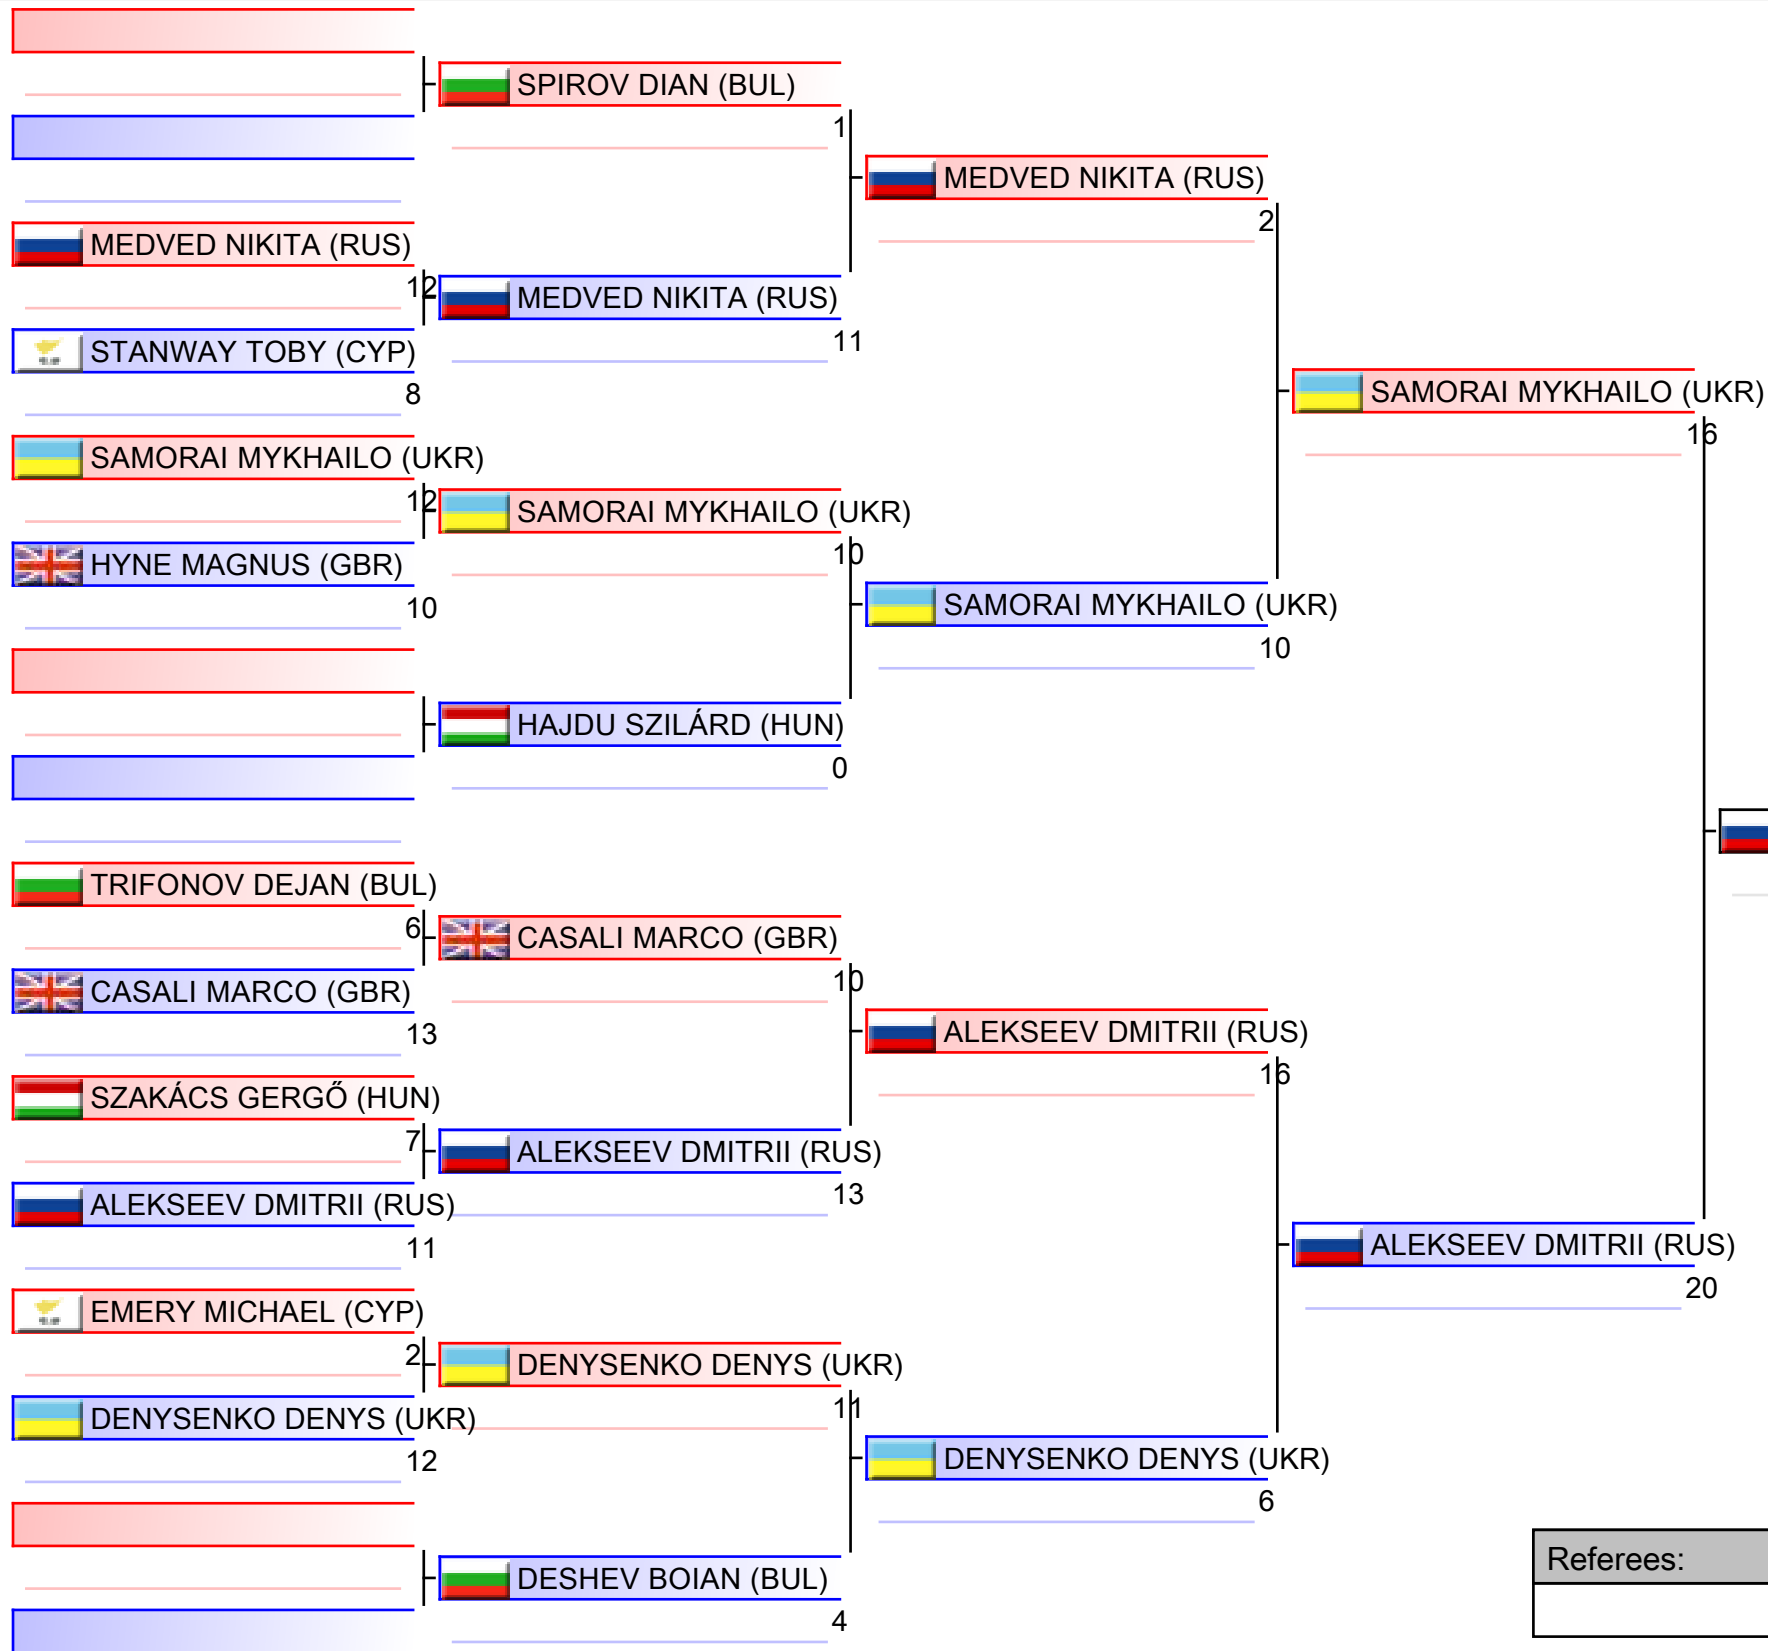 SPIROV DIAN (BUL)
1
MEDVED NIKITA (RUS)
2
MEDVED NIKITA (RUS)
12
MEDVED NIKITA (RUS)
11
STANWAY TOBY (CYP)
8
SAMORAI MYKHAILO (UKR)
16
SAMORAI MYKHAILO (UKR)
12
SAMORAI MYKHAILO (UKR)
10
HYNE MAGNUS (GBR)
10
SAMORAI MYKHAILO (UKR)
10
HAJDU SZILÁRD (HUN)
0
TRIFONOV DEJAN (BUL)
6
CASALI MARCO (GBR)
10
CASALI MARCO (GBR)
13
ALEKSEEV DMITRII (RUS)
16
SZAKÁCS GERGŐ (HUN)
7
ALEKSEEV DMITRII (RUS)
13
ALEKSEEV DMITRII (RUS)
11
ALEKSEEV DMITRII (RUS)
20
EMERY MICHAEL (CYP)
2
DENYSENKO DENYS (UKR)
11
DENYSENKO DENYS (UKR)
12
DENYSENKO DENYS (UKR)
6
Referees:
DESHEV BOIAN (BUL)
4